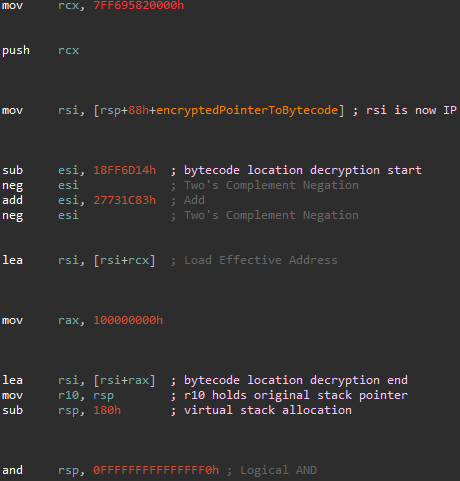 mov rcx, 7FF695820000h
push rcx
mov rsi, [rsp+88h+encryptedPointerToBytecode] ; rsi is now IP
sub esi, 18FF6D14h ; bytecode location decryption start
neg esi ; Two's Complement Negation
add esi, 27731C83h ; Add
neg esi ; Two's Complement Negation
lea rsi, [rsi+rcx] ; Load Effective Address
mov rax, 100000000h
lea rsi, [rsi+rax] ; bytecode location decryption end
mov r10, rsp ; r10 holds original stack pointer
sub rsp, 180h ; virtual stack allocation
and rsp, 0FFFFFFFFFFFFFFF0h ; Logical AND